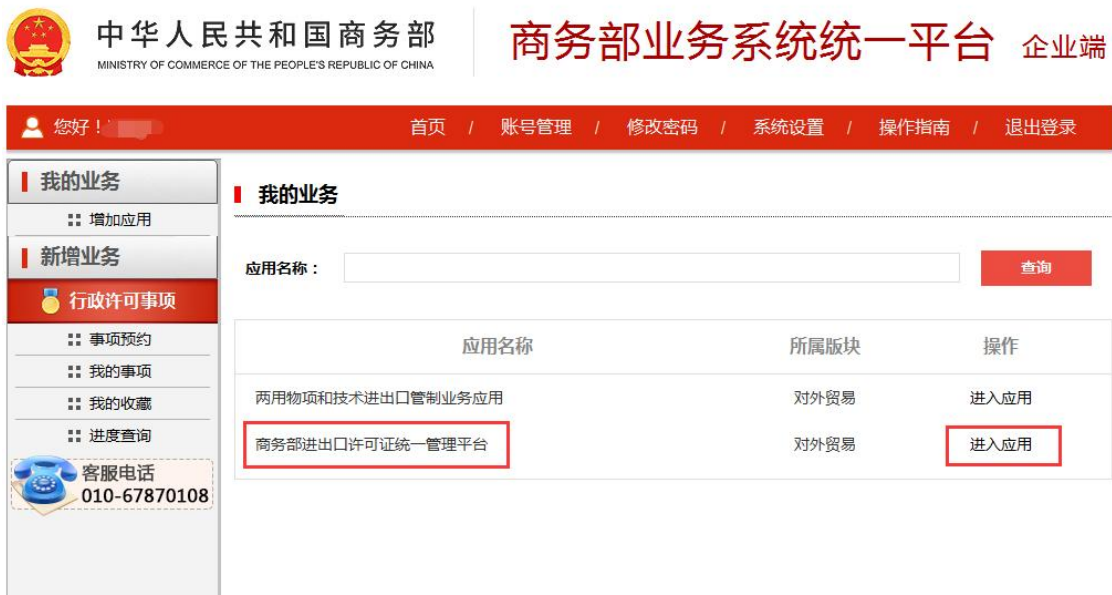 中华人民共和国商务部
MINISTRY OF COMMERCE OF THE PEOPLE'S REPUBLIC OF CHINA
商务部业务系统统一平台 企业端
您好！
首页 / 账号管理 / 修改密码 / 系统设置 / 操作指南 / 退出登录
我的业务
增加应用
新增业务
行政许可事项
事项预约
我的事项
我的收藏
进度查询
客服电话
010-67870108
我的业务
应用名称：
查询
应用名称 所属版块 操作
两用物项和技术进出口管制业务应用 对外贸易 进入应用
商务部进出口许可证统一管理平台 对外贸易 进入应用